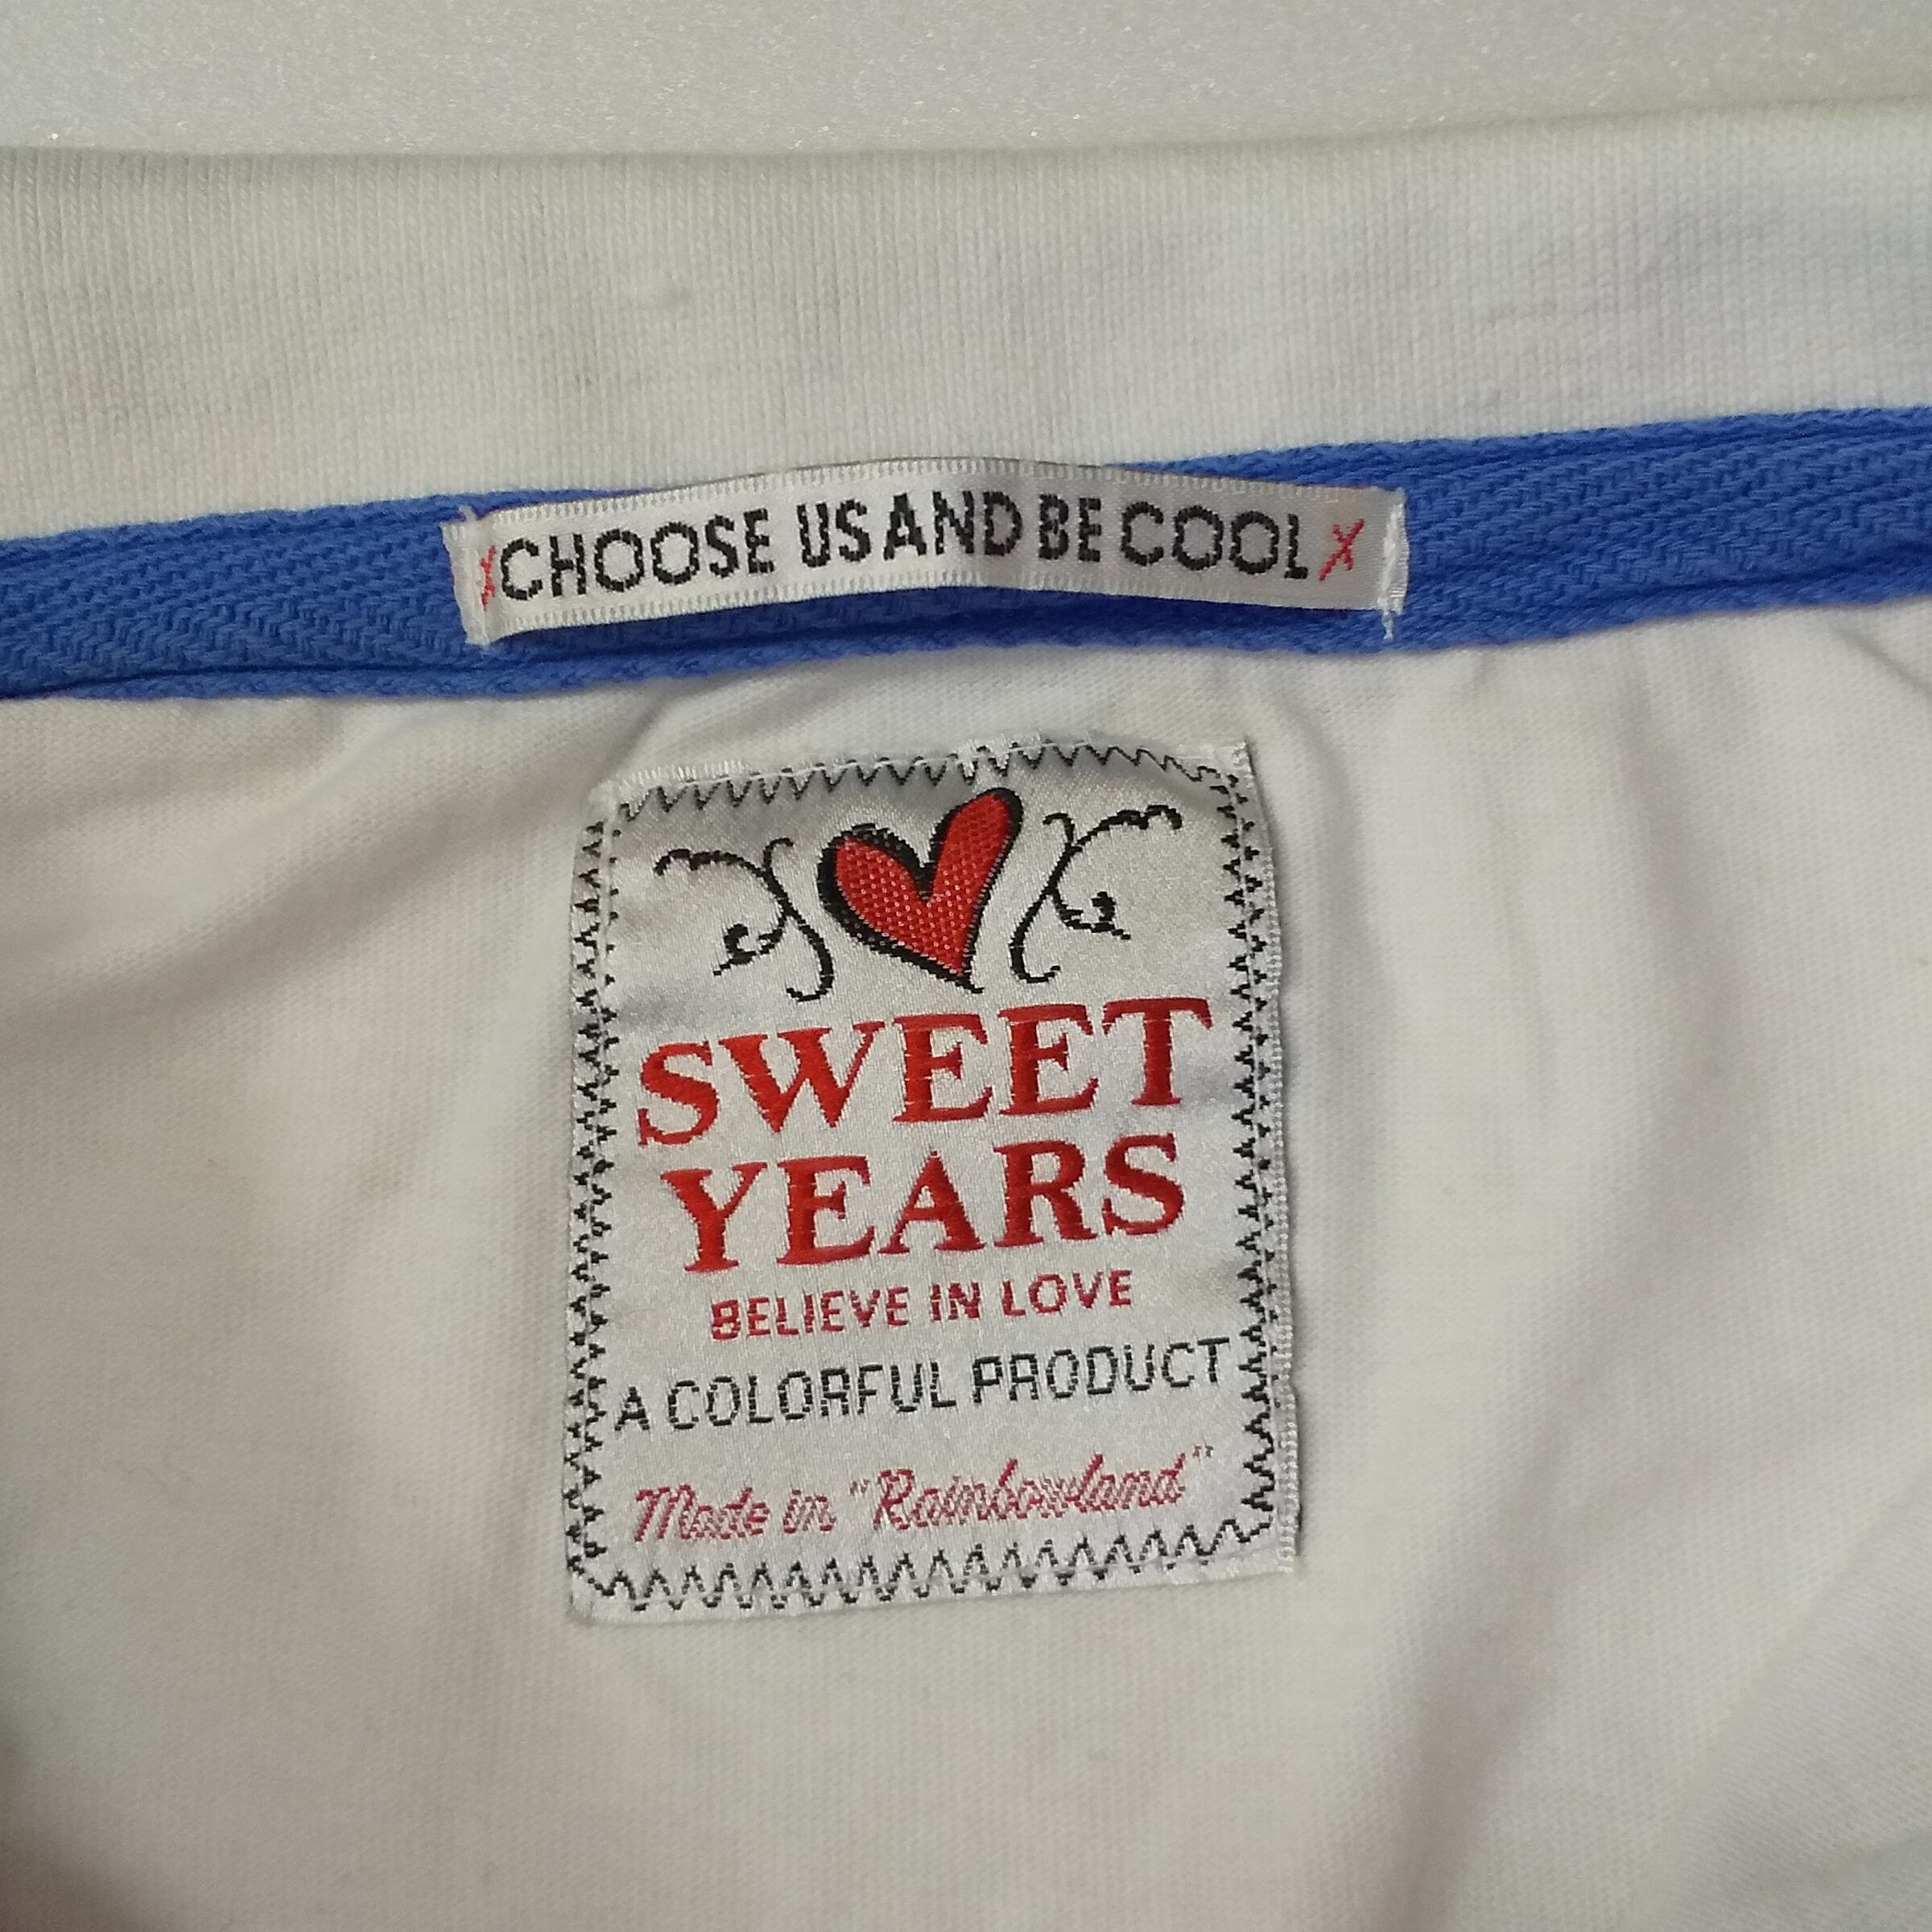 x CHOOSE US AND BE COOL x
SWEET
YEARS
BELIEVE IN LOVE
A COLORFUL PRODUCT
Made in "Rainbowland"